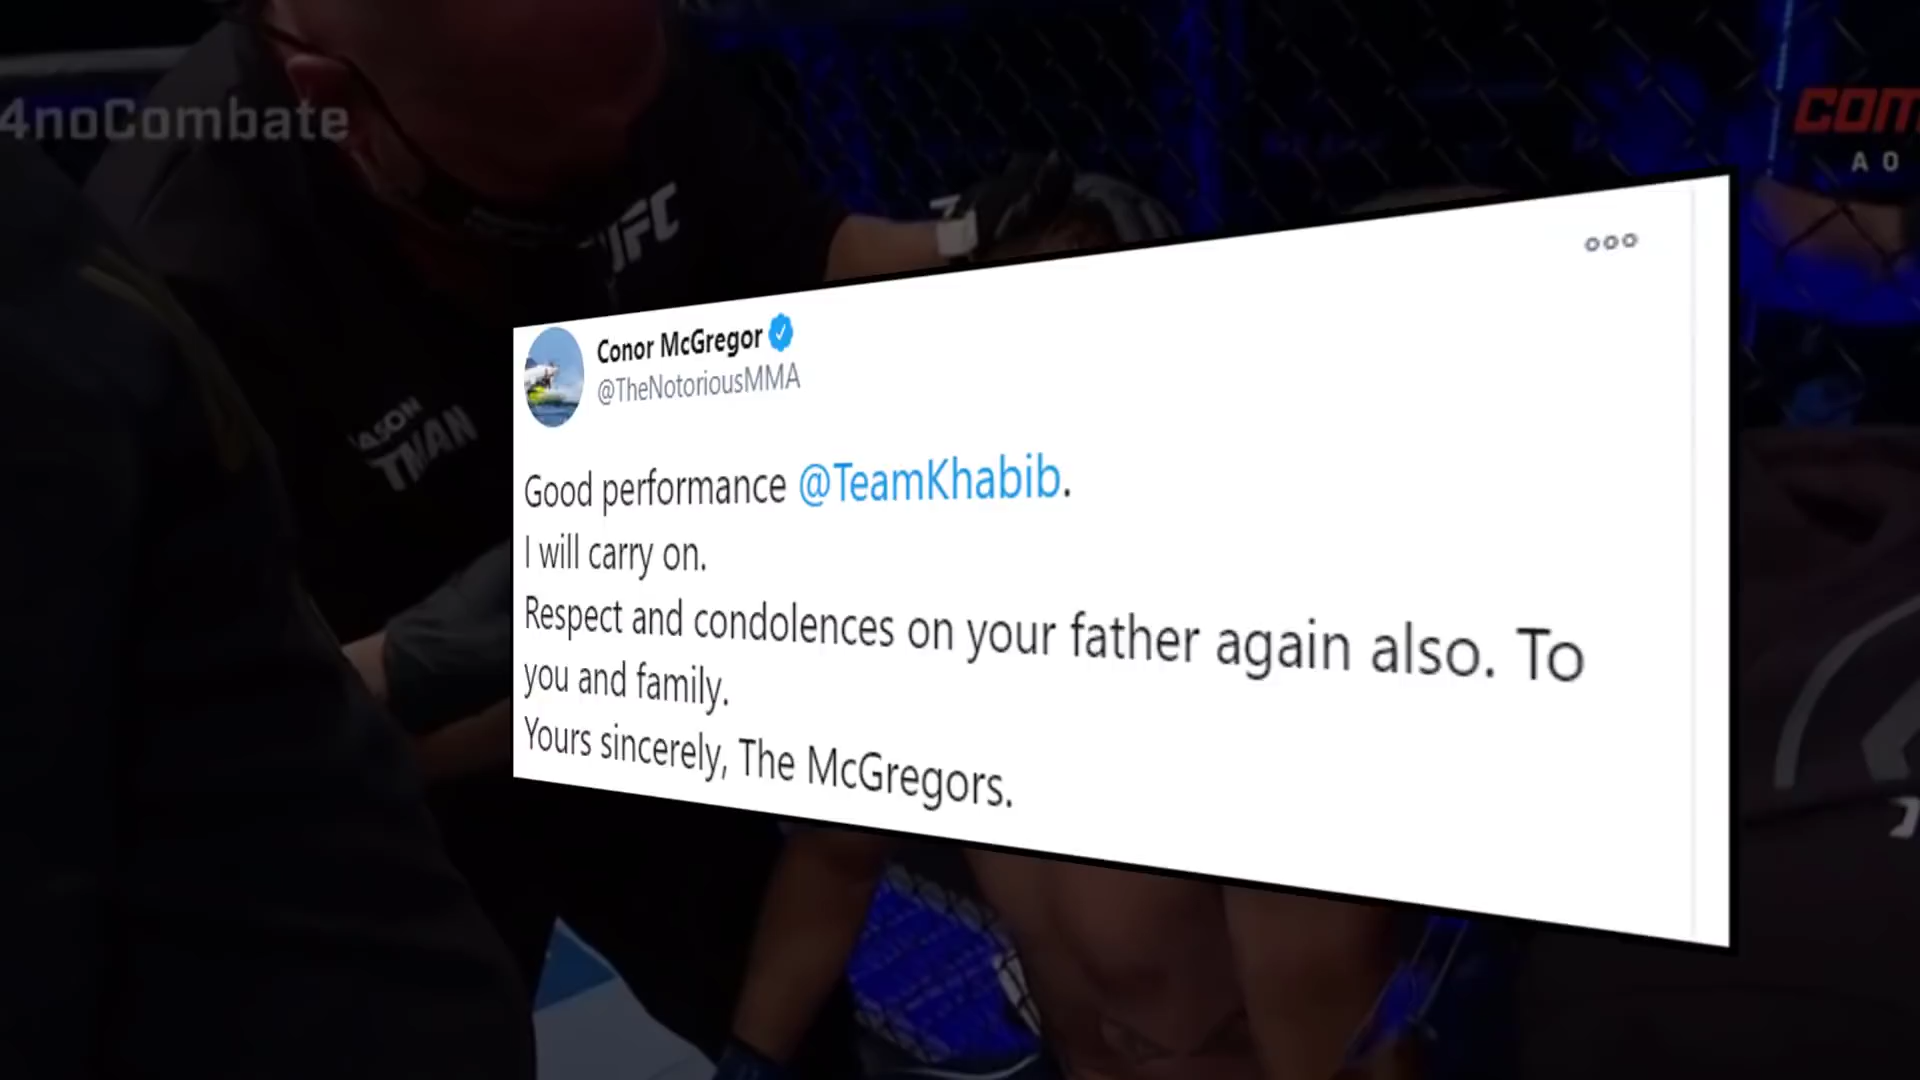 4noCombate
UFC
Conor McGregor
@TheNotoriousMMA
Good performance @TeamKhabib.
I will carry on.
Respect and condolences on your father again also. To
you and family.
Yours sincerely, The McGregors.